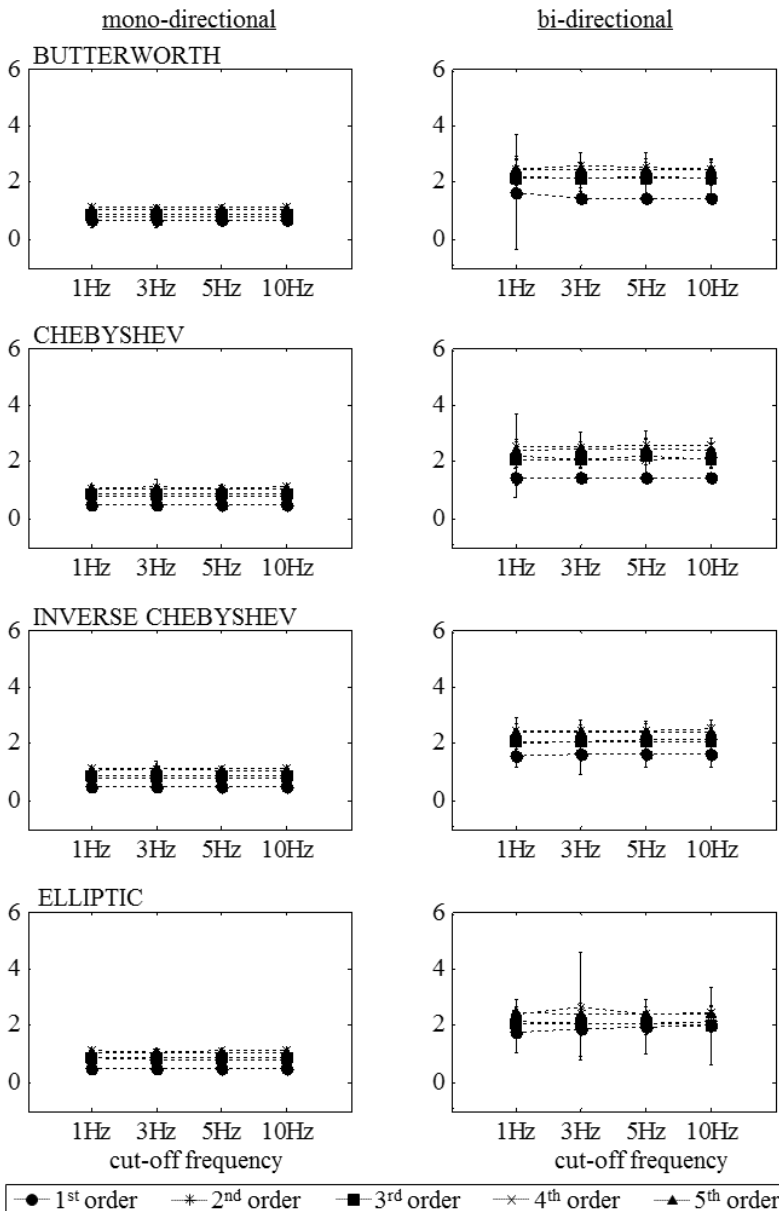 mono-directional bi-directional
BUTTERWORTH
6 6
4 4
2 2
0 0
1Hz 3Hz 5Hz 10Hz 1Hz 3Hz 5Hz 10Hz
CHEBYSHEV
6 6
4 4
2 2
0 0
1Hz 3Hz 5Hz 10Hz 1Hz 3Hz 5Hz 10Hz
INVERSE CHEBYSHEV
6 6
4 4
2 2
0 0
1Hz 3Hz 5Hz 10Hz 1Hz 3Hz 5Hz 10Hz
ELLIPTIC
6 6
4 4
2 2
0 0
1Hz 3Hz 5Hz 10Hz 1Hz 3Hz 5Hz 10Hz
cut-off frequency cut-off frequency
1st order 2nd order 3rd order 4th order 5th order